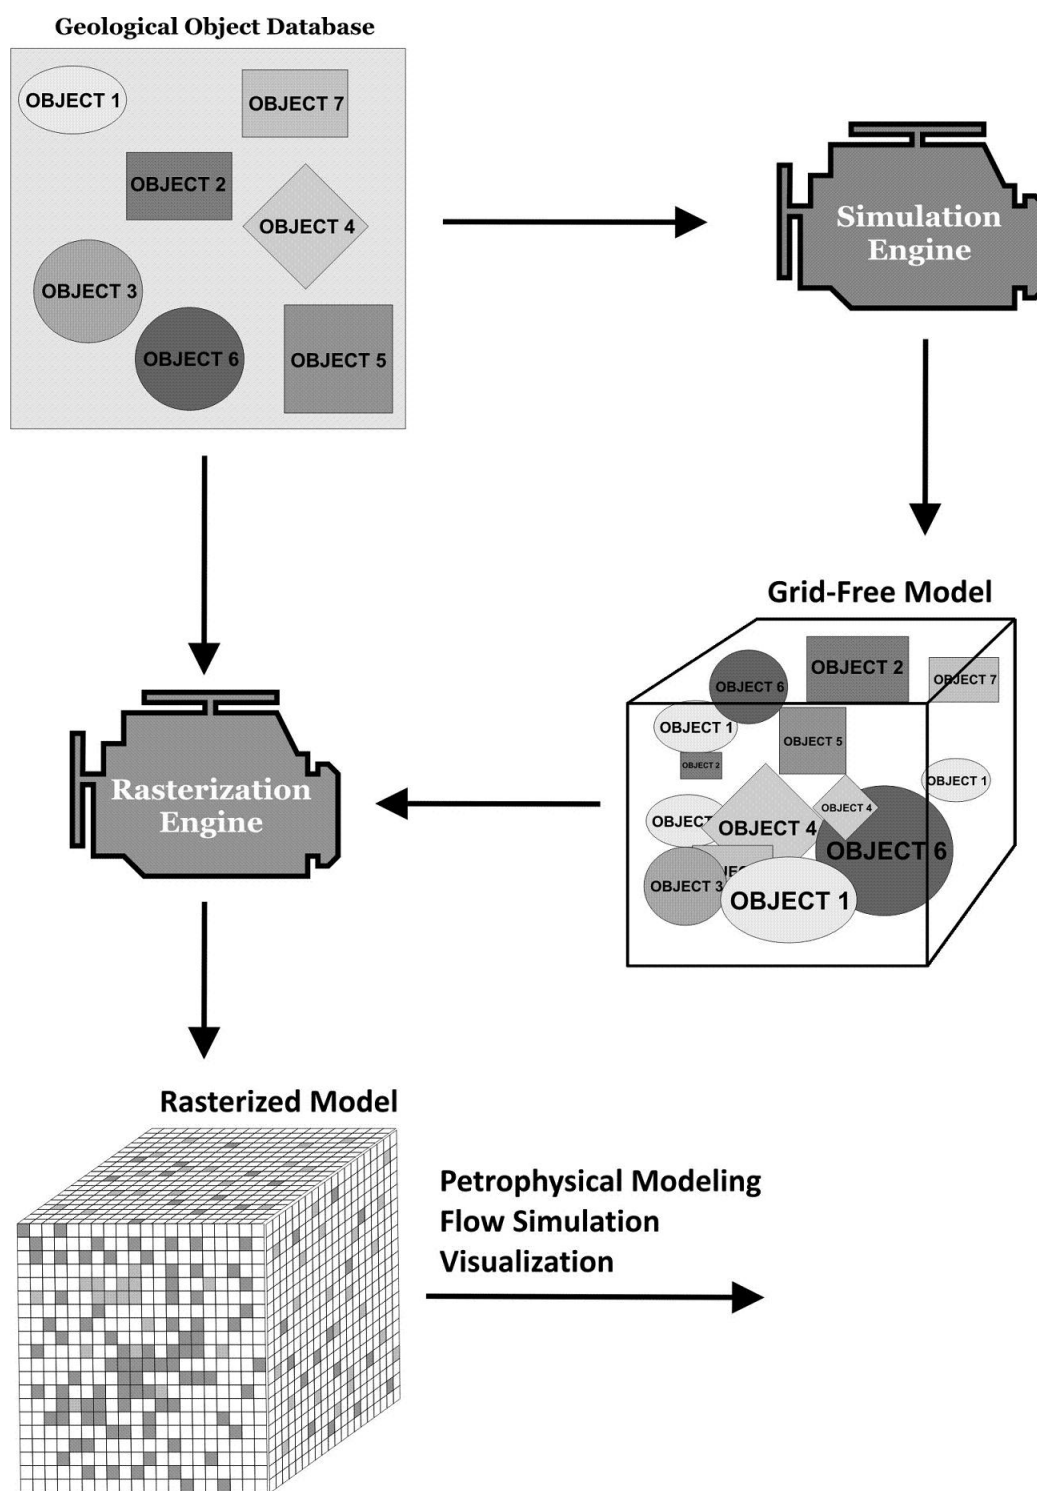 Geological Object Database
OBJECT 1
OBJECT 7
OBJECT 2
OBJECT 4
OBJECT 3
OBJECT 6
OBJECT 5
Simulation
Engine
Grid-Free Model
OBJECT 2
OBJECT 6
OBJECT 7
OBJECT 1
OBJECT 5
OBJECT 2
OBJECT 1
OBJECT 4
OBJECT
OBJECT 4
OBJECT 6
OBJECT 3
OBJECT 1
Rasterization
Engine
Rasterized Model
Petrophysical Modeling
Flow Simulation
Visualization